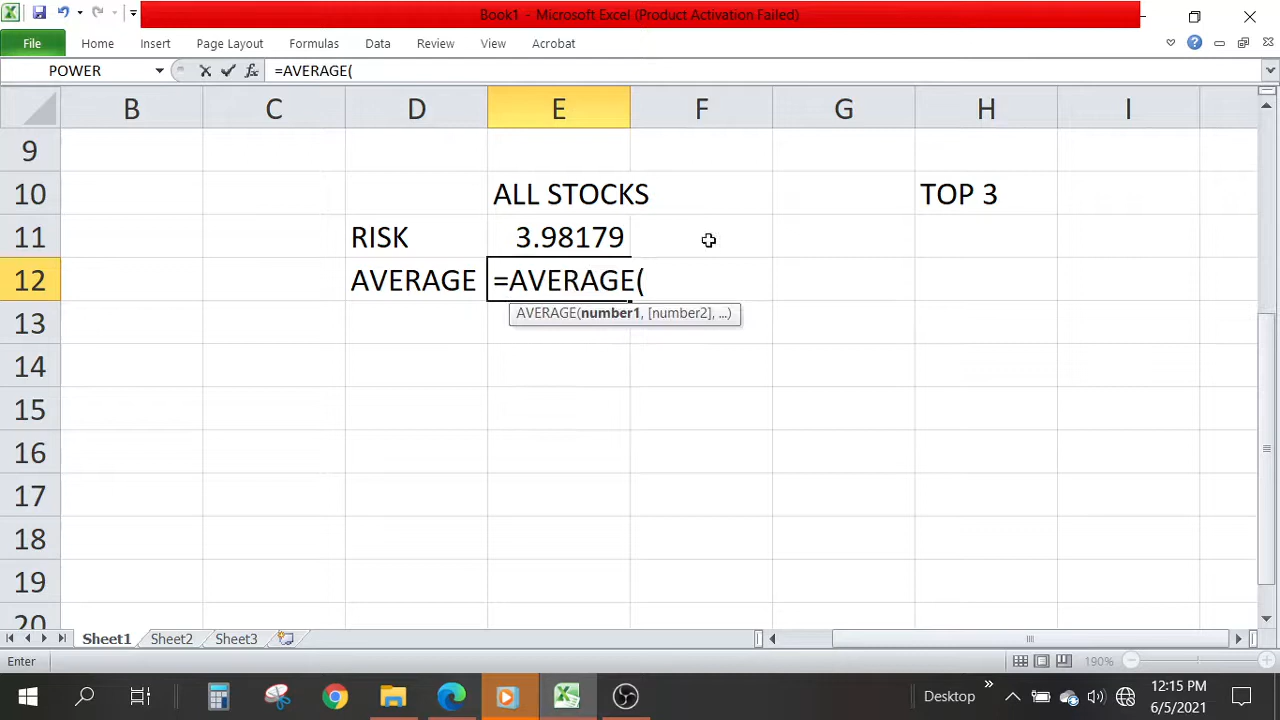 Book1 - Microsoft Excel (Product Activation Failed)
File Home Insert Page Layout Formulas Data Review View Acrobat
POWER fx =AVERAGE(
B C D E F G H I
9
10 ALL STOCKS TOP 3
11 RISK 3.98179
12 AVERAGE =AVERAGE(
AVERAGE(number1, [number2], ...)
13
14
15
16
17
18
19
20
Sheet1 Sheet2 Sheet3
Enter 190%
Desktop » 12:15 PM
6/5/2021